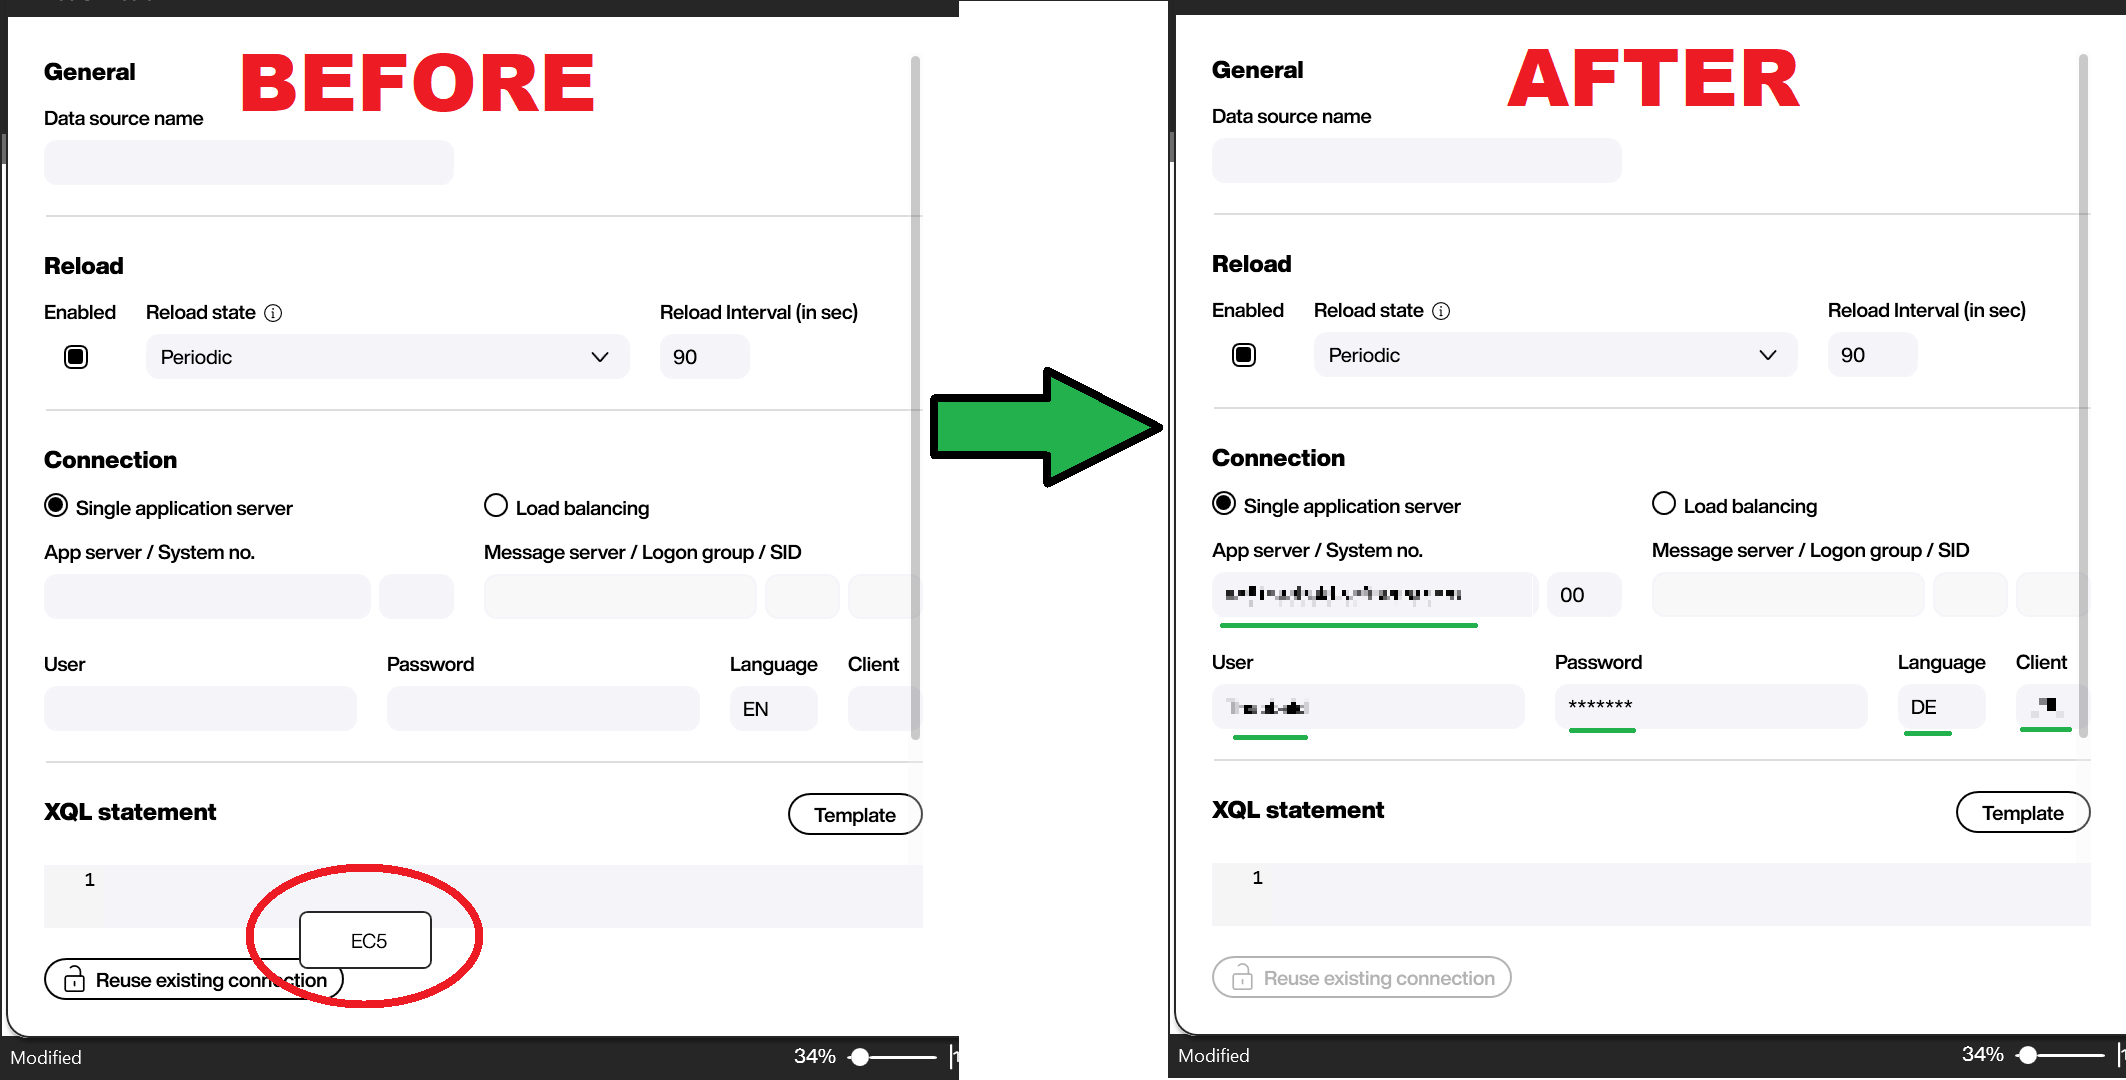 BEFORE
General
Data source name
Reload
Enabled
Reload state
Reload Interval (in sec)
Periodic
90
Connection
Single application server
Load balancing
App server / System no.
Message server / Logon group / SID
User
Password
Language
Client
EN
XQL statement
Template
1
EC5
Reuse existing connection
Modified
34%
AFTER
General
Data source name
Reload
Enabled
Reload state
Reload Interval (in sec)
Periodic
90
Connection
Single application server
Load balancing
App server / System no.
Message server / Logon group / SID
00
User
Password
Language
Client
*******
DE
XQL statement
Template
1
Reuse existing connection
Modified
34%